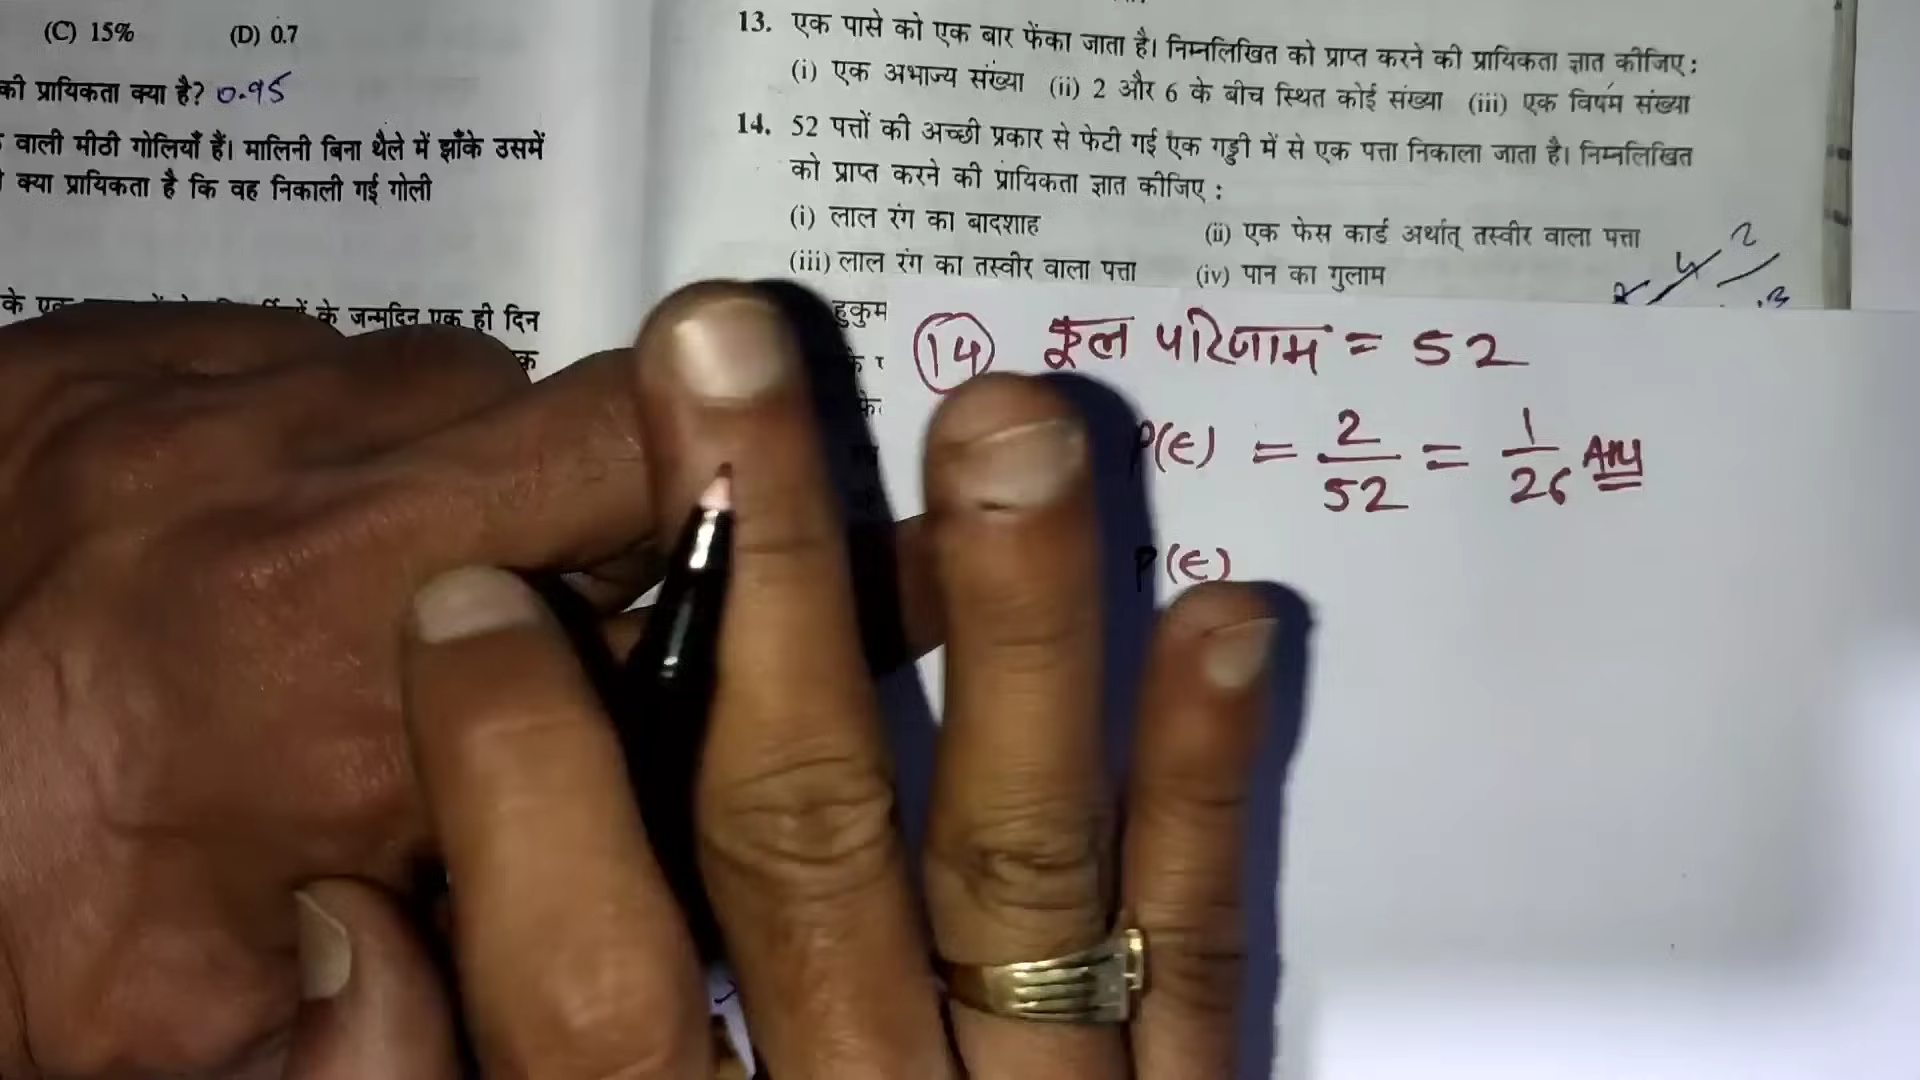 (C) 15% (D) 0.7
की प्रायिकता क्या है? 0.95
वाली मीठी गोलियाँ हैं। मालिनी बिना थैले में झाँके उसमें
क्या प्रायिकता है कि वह निकाली गई गोली
के जन्मदिन एक ही दिन
13. एक पासे को एक बार फेंका जाता है। निम्नलिखित को प्राप्त करने की प्रायिकता ज्ञात कीजिए :
(i) एक अभाज्य संख्या (ii) 2 और 6 के बीच स्थित कोई संख्या (iii) एक विषम संख्या
14. 52 पत्तों की अच्छी प्रकार से फेटी गई एक गड्डी में से एक पत्ता निकाला जाता है। निम्नलिखित
को प्राप्त करने की प्रायिकता ज्ञात कीजिए :
(i) लाल रंग का बादशाह (ii) एक फेस कार्ड अर्थात् तस्वीर वाला पत्ता
(iii) लाल रंग का तस्वीर वाला पत्ता (iv) पान का गुलाम
हुकुम
14 कूल परिणाम = 52
P(E) = 2/52 = 1/26 Ans
P(E)